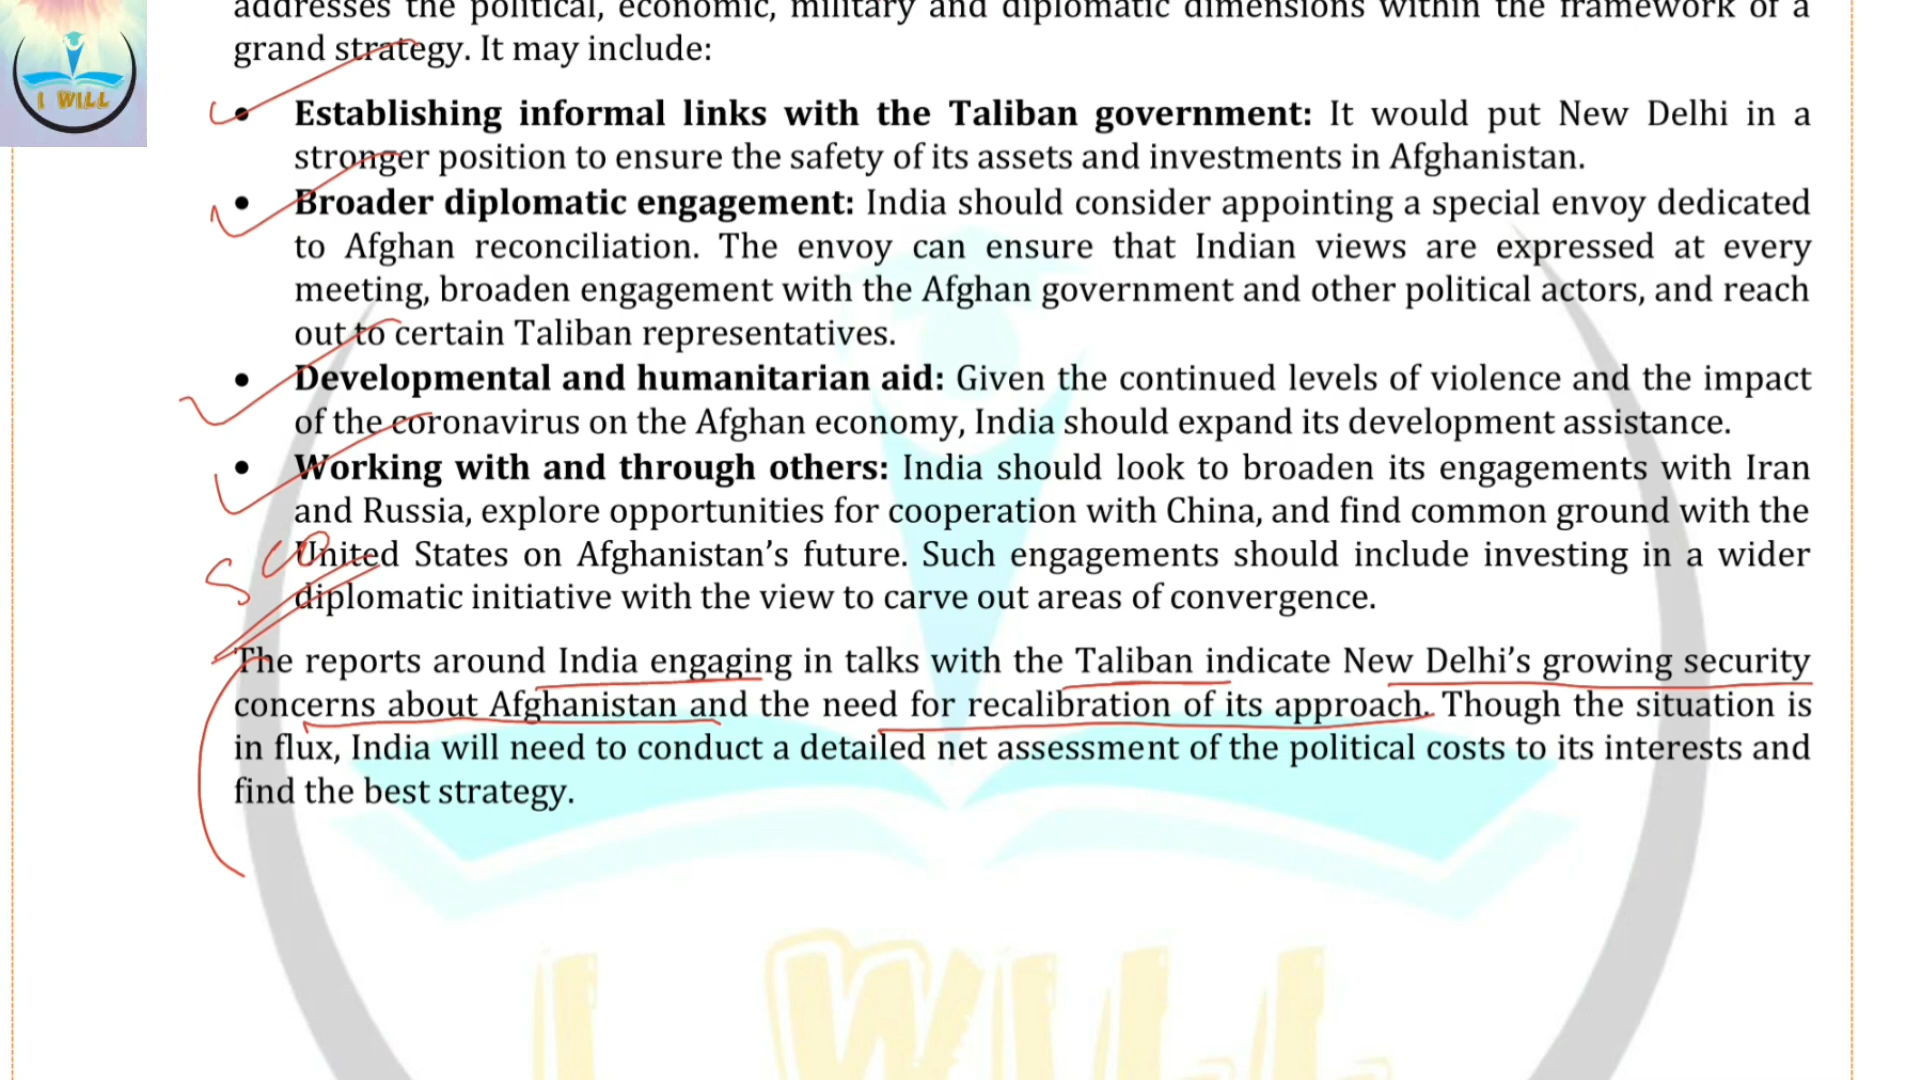 addresses the political, economic, military and diplomatic dimensions within the framework of a
grand strategy. It may include:
I WILL
• Establishing informal links with the Taliban government: It would put New Delhi in a
stronger position to ensure the safety of its assets and investments in Afghanistan.
• Broader diplomatic engagement: India should consider appointing a special envoy dedicated
to Afghan reconciliation. The envoy can ensure that Indian views are expressed at every
meeting, broaden engagement with the Afghan government and other political actors, and reach
out to certain Taliban representatives.
• Developmental and humanitarian aid: Given the continued levels of violence and the impact
of the coronavirus on the Afghan economy, India should expand its development assistance.
• Working with and through others: India should look to broaden its engagements with Iran
and Russia, explore opportunities for cooperation with China, and find common ground with the
SCO
United States on Afghanistan’s future. Such engagements should include investing in a wider
diplomatic initiative with the view to carve out areas of convergence.
The reports around India engaging in talks with the Taliban indicate New Delhi’s growing security
concerns about Afghanistan and the need for recalibration of its approach. Though the situation is
in flux, India will need to conduct a detailed net assessment of the political costs to its interests and
find the best strategy.
I WILL